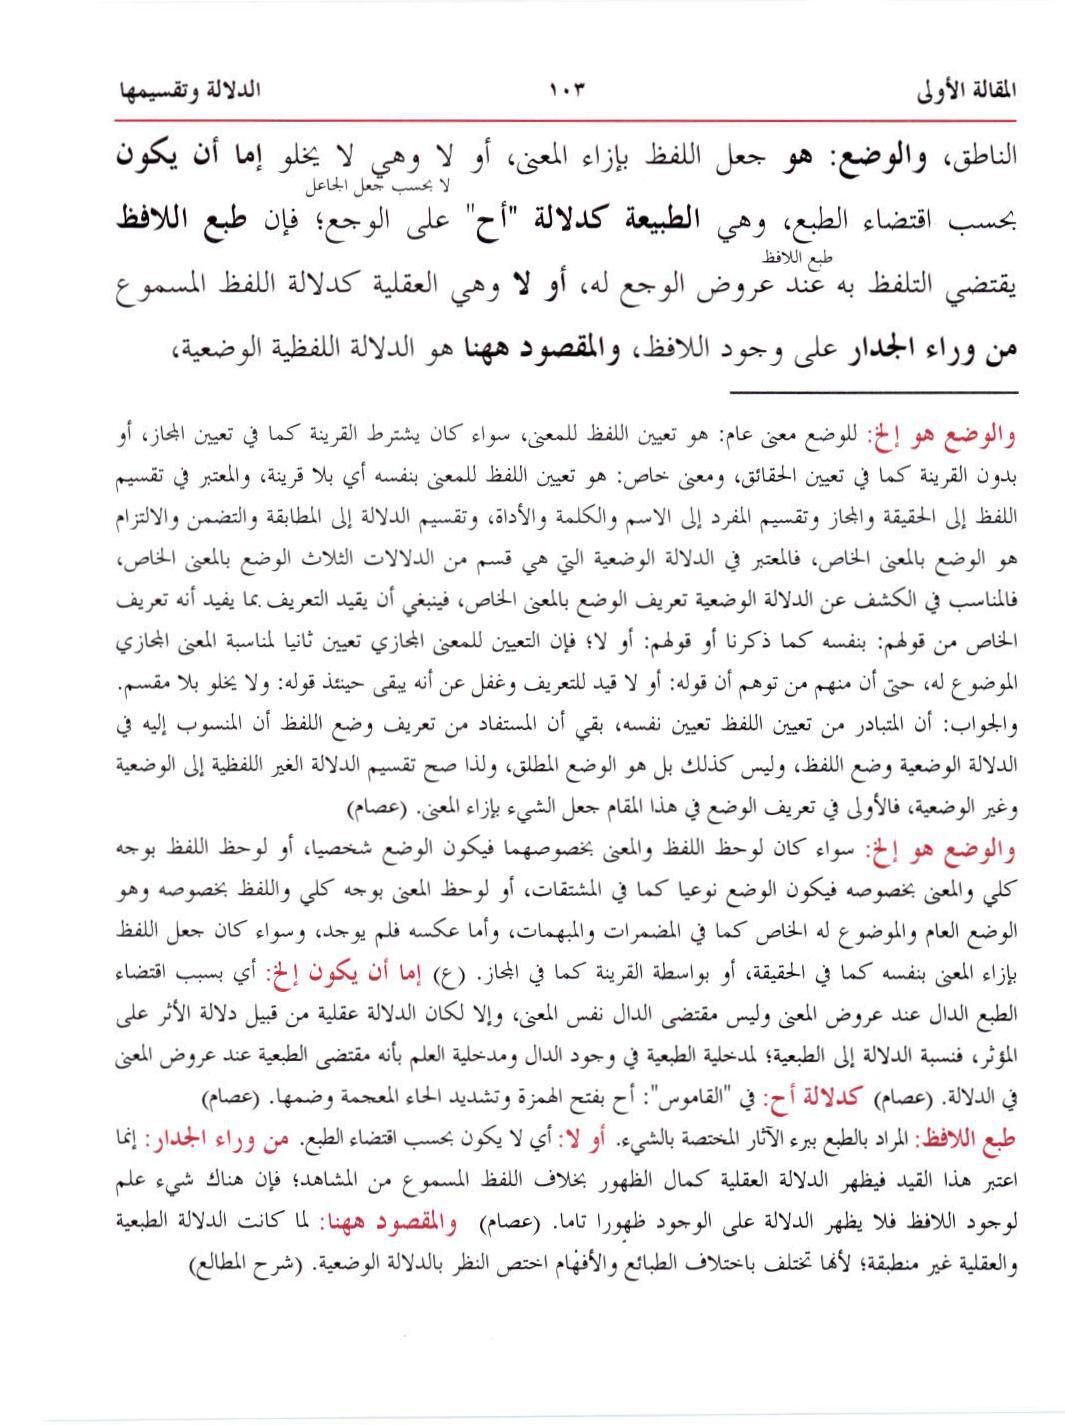 المقالة الأولى ١٠٣ الدلالة وتقسيمها
الناطق، والوضع: هو جعل اللفظ بإزاء المعنى، أو لا وهي لا يخلو إما أن يكون
لا بحسب جعل الجاعل
بحسب اقتضاء الطبع، وهي الطبيعة كدلالة "أح" على الوجع؛ فإن طبع اللافظ
طبع اللافظ
يقتضي التلفظ به عند عروض الوجع له، أو لا وهي العقلية كدلالة اللفظ المسموع
من وراء الجدار على وجود اللافظ، والمقصود ههنا هو الدلالة اللفظية الوضعية،
والوضع هو إلخ: للوضع معنى عام: هو تعيين اللفظ للمعنى، سواء كان يشترط القرينة كما في تعيين المجاز، أو
بدون القرينة كما في تعيين الحقائق، ومعنى خاص: هو تعيين اللفظ للمعنى بنفسه أي بلا قرينة، والمعتبر في تقسيم
اللفظ إلى الحقيقة والمجاز وتقسيم المفرد إلى الاسم والكلمة والأداة، وتقسيم الدلالة إلى المطابقة والتضمن والالتزام
هو الوضع بالمعنى الخاص، فالمعتبر في الدلالة الوضعية التي هي قسم من الدلالات الثلاث الوضع بالمعنى الخاص،
فالمناسب في الكشف عن الدلالة الوضعية تعريف الوضع بالمعنى الخاص، فينبغي أن يقيد التعريف بما يفيد أنه تعريف
الخاص من قولهم: بنفسه كما ذكرنا أو قولهم: أو لا؛ فإن التعيين للمعنى المجازي تعيين ثانيا لمناسبة المعنى المجازي
الموضوع له، حتى أن منهم من توهم أن قوله: أو لا قيد للتعريف وغفل عن أنه يبقى حينئذ قوله: ولا يخلو بلا مقسم.
والجواب: أن المتبادر من تعيين اللفظ تعيين نفسه، بقي أن المستفاد من تعريف وضع اللفظ أن المنسوب إليه في
الدلالة الوضعية وضع اللفظ، وليس كذلك بل هو الوضع المطلق، ولذا صح تقسيم الدلالة الغير اللفظية إلى الوضعية
وغير الوضعية، فالأولى في تعريف الوضع في هذا المقام جعل الشيء بإزاء المعنى. (عصام)
والوضع هو إلخ: سواء كان لوحظ اللفظ والمعنى بخصوصهما فيكون الوضع شخصيا، أو لوحظ اللفظ بوجه
كلي والمعنى بخصوصه فيكون الوضع نوعيا كما في المشتقات، أو لوحظ المعنى بوجه كلي واللفظ بخصوصه وهو
الوضع العام والموضوع له الخاص كما في المضمرات والمبهمات، وأما عكسه فلم يوجد، وسواء كان جعل اللفظ
بإزاء المعنى بنفسه كما في الحقيقة، أو بواسطة القرينة كما في المجاز. (ع) إما أن يكون إلخ: أي بسبب اقتضاء
الطبع الدال عند عروض المعنى وليس مقتضى الدال نفس المعنى، وإلا لكان الدلالة عقلية من قبيل دلالة الأثر على
المؤثر، فنسبة الدلالة إلى الطبعية؛ لمدخلية الطبعية في وجود الدال ومدخلية العلم بأنه مقتضى الطبعية عند عروض المعنى
في الدلالة. (عصام) كدلالة أح: في "القاموس": أح بفتح الهمزة وتشديد الحاء المعجمة وضمها. (عصام)
طبع اللافظ: المراد بالطبع ببرء الآثار المختصة بالشيء. أو لا: أي لا يكون بحسب اقتضاء الطبع. من وراء الجدار: إنما
اعتبر هذا القيد فيظهر الدلالة العقلية كمال الظهور بخلاف اللفظ المسموع من المشاهد؛ فإن هناك شيء علم
لوجود اللافظ فلا يظهر الدلالة على الوجود ظهورا تاما. (عصام) والمقصود ههنا: لما كانت الدلالة الطبعية
والعقلية غير منطبقة؛ لأنها تختلف باختلاف الطبائع والأفهام اختص النظر بالدلالة الوضعية. (شرح المطالع)